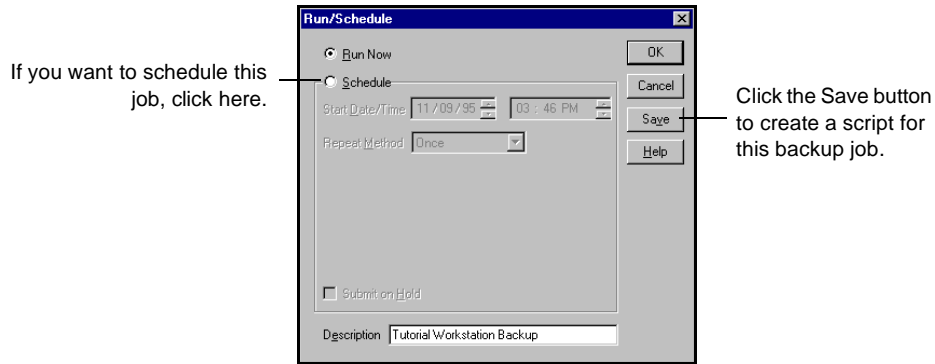 Run/Schedule
Run Now
OK
If you want to schedule this
job, click here.
Schedule
Cancel
Start Date/Time 11/09/95 03 : 46 PM
Save
Click the Save button
to create a script for
this backup job.
Repeat Method Once
Help
Submit on Hold
Description Tutorial Workstation Backup